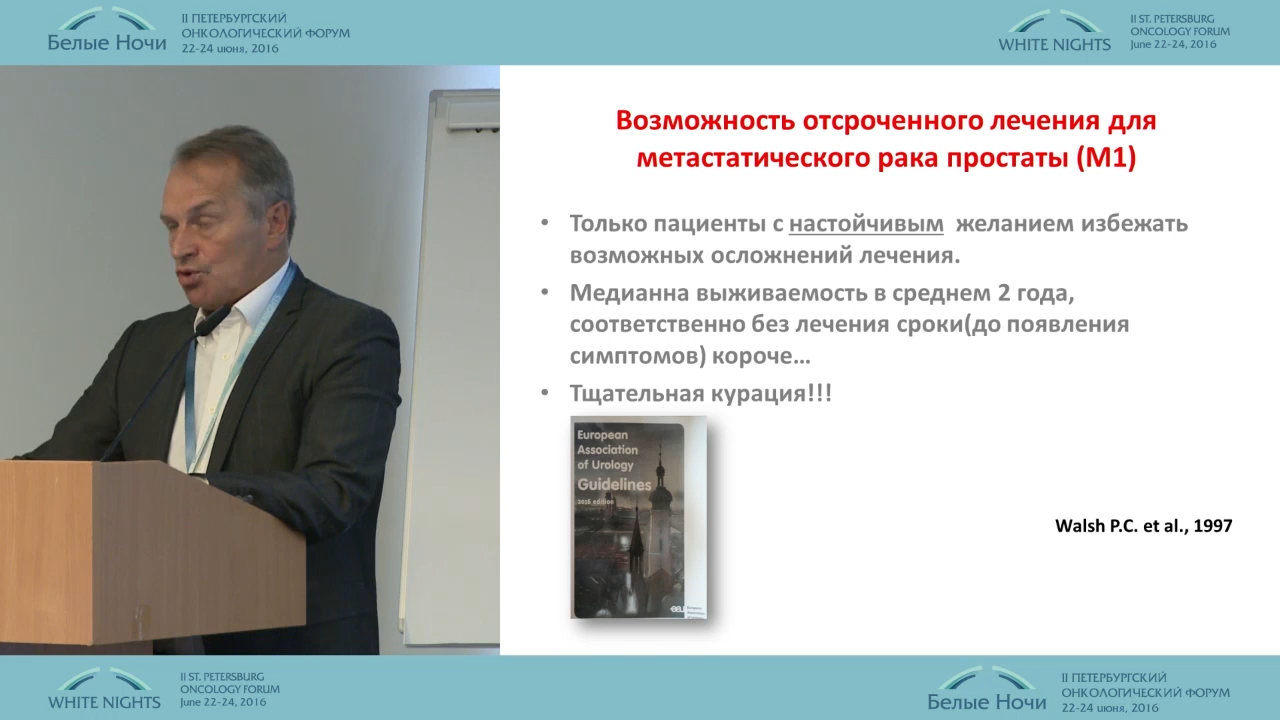 Белые Ночи
II ПЕТЕРБУРГСКИЙ
ОНКОЛОГИЧЕСКИЙ ФОРУМ
22-24 июня, 2016
WHITE NIGHTS
II ST. PETERSBURG
ONCOLOGY FORUM
June 22-24, 2016
Возможность отсроченного лечения для
метастатического рака простаты (М1)
• Только пациенты с настойчивым желанием избежать
возможных осложнений лечения.
• Медианна выживаемость в среднем 2 года,
соответственно без лечения сроки(до появления
симптомов) короче...
• Тщательная курация!!!
European
Association
of Urology
Guidelines
2016 edition
Walsh P.C. et al., 1997
WHITE NIGHTS
II ST. PETERSBURG
ONCOLOGY FORUM
June 22-24, 2016
Белые Ночи
II ПЕТЕРБУРГСКИЙ
ОНКОЛОГИЧЕСКИЙ ФОРУМ
22-24 июня, 2016